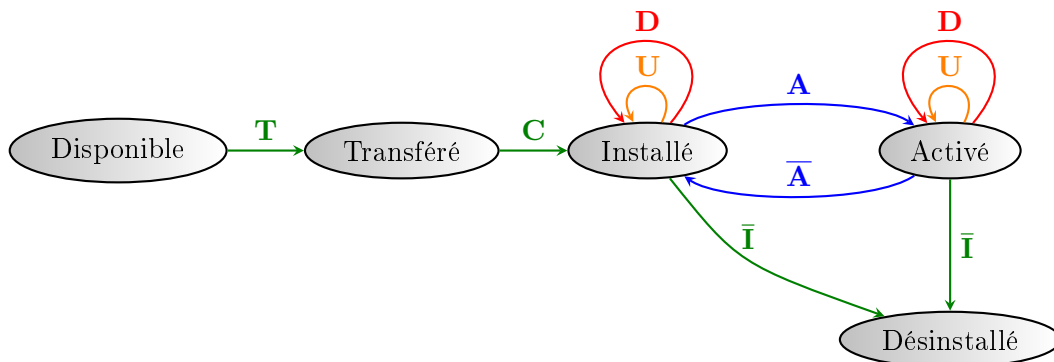 D
D
U
U
A
T
C
Disponible
Transféré
Installé
Activé
A̅
I̅
I̅
Désinstallé